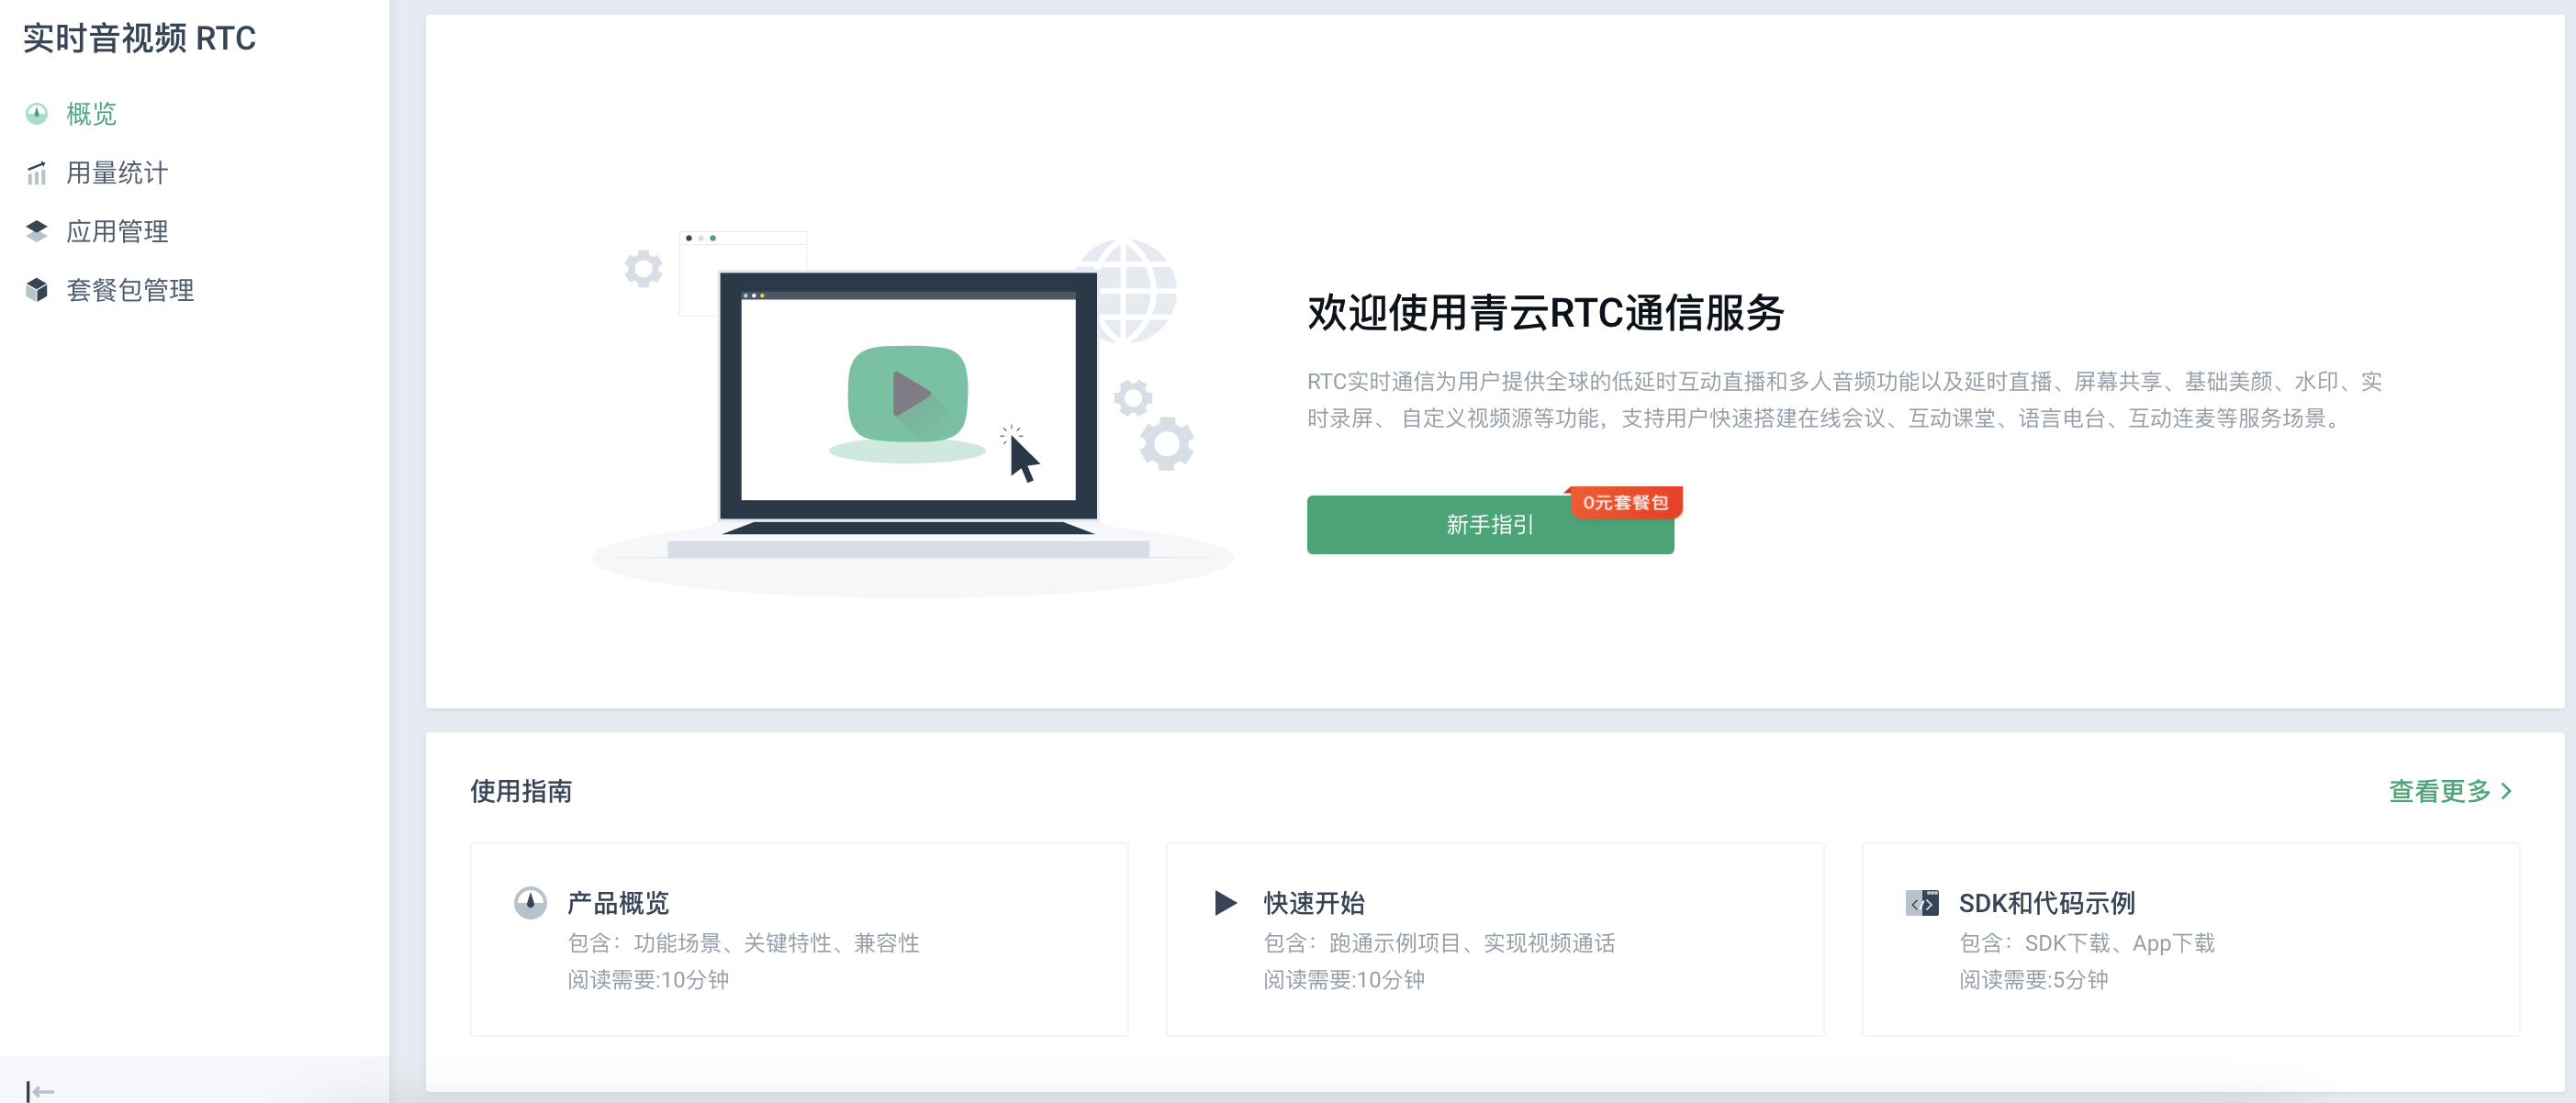 实时音视频 RTC
概览
用量统计
应用管理
套餐包管理
欢迎使用青云RTC通信服务
RTC实时通信为用户提供全球的低延时互动直播和多人音频功能以及延时直播、屏幕共享、基础美颜、水印、实
时录屏、 自定义视频源等功能，支持用户快速搭建在线会议、互动课堂、语言电台、互动连麦等服务场景。
0元套餐包
新手指引
使用指南
查看更多
产品概览
包含：功能场景、关键特性、兼容性
阅读需要:10分钟
快速开始
包含：跑通示例项目、实现视频通话
阅读需要:10分钟
SDK和代码示例
包含：SDK下载、App下载
阅读需要:5分钟